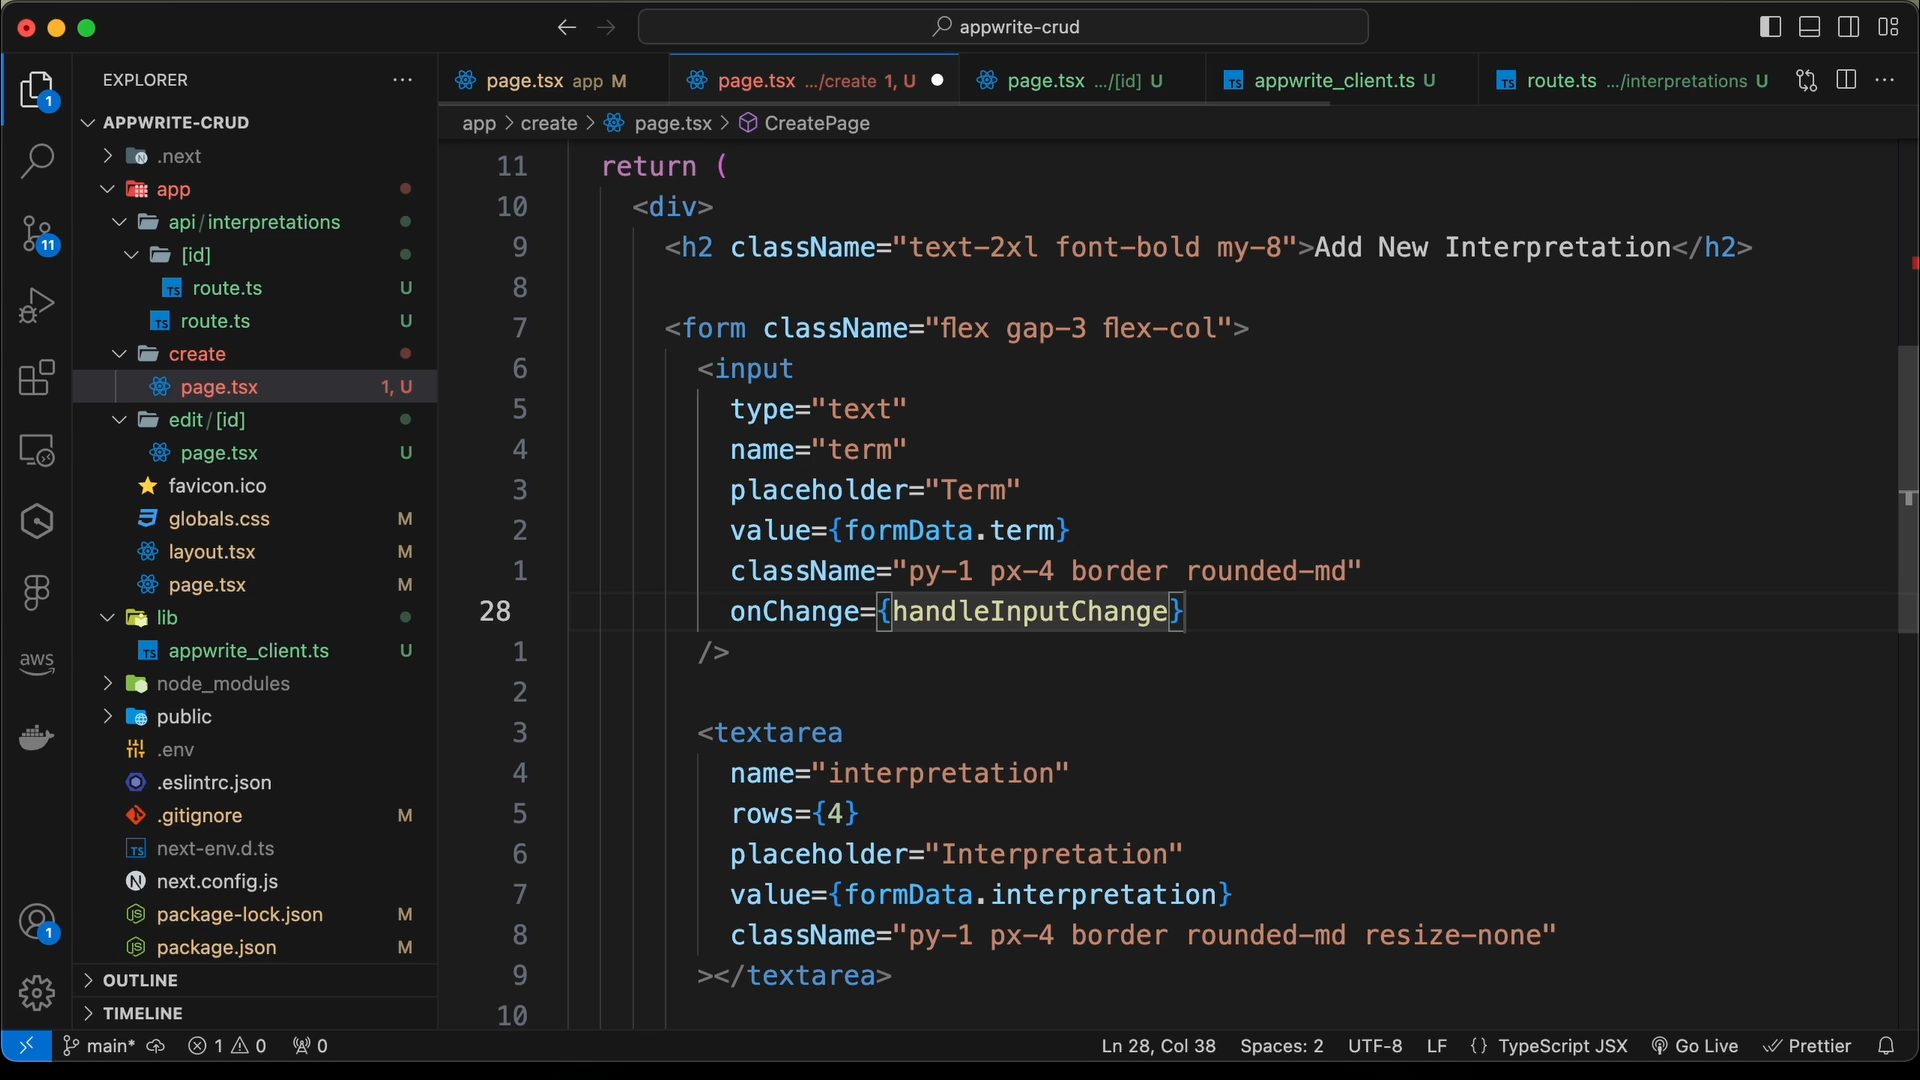 appwrite-crud
EXPLORER
page.tsx app M
page.tsx .../create 1, U
page.tsx .../[id] U
appwrite_client.ts U
route.ts .../interpretations U
app > create > page.tsx > CreatePage
APPWRITE-CRUD
.next
app
api/interpretations
[id]
route.ts U
route.ts U
create
page.tsx 1, U
edit/[id]
page.tsx U
favicon.ico
globals.css M
layout.tsx M
page.tsx M
lib
appwrite_client.ts U
node_modules
public
.env
.eslintrc.json
.gitignore M
next-env.d.ts
next.config.js
package-lock.json M
package.json M
OUTLINE
TIMELINE
1
11
aws
1
11 return (
10 <div>
9 <h2 className="text-2xl font-bold my-8">Add New Interpretation</h2>
8
7 <form className="flex gap-3 flex-col">
6 <input
5 type="text"
4 name="term"
3 placeholder="Term"
2 value={formData.term}
1 className="py-1 px-4 border rounded-md"
28 onChange={handleInputChange}
1 />
2
3 <textarea
4 name="interpretation"
5 rows={4}
6 placeholder="Interpretation"
7 value={formData.interpretation}
8 className="py-1 px-4 border rounded-md resize-none"
9 ></textarea>
10
main* 1 0 0 Ln 28, Col 38 Spaces: 2 UTF-8 LF {} TypeScript JSX Go Live Prettier